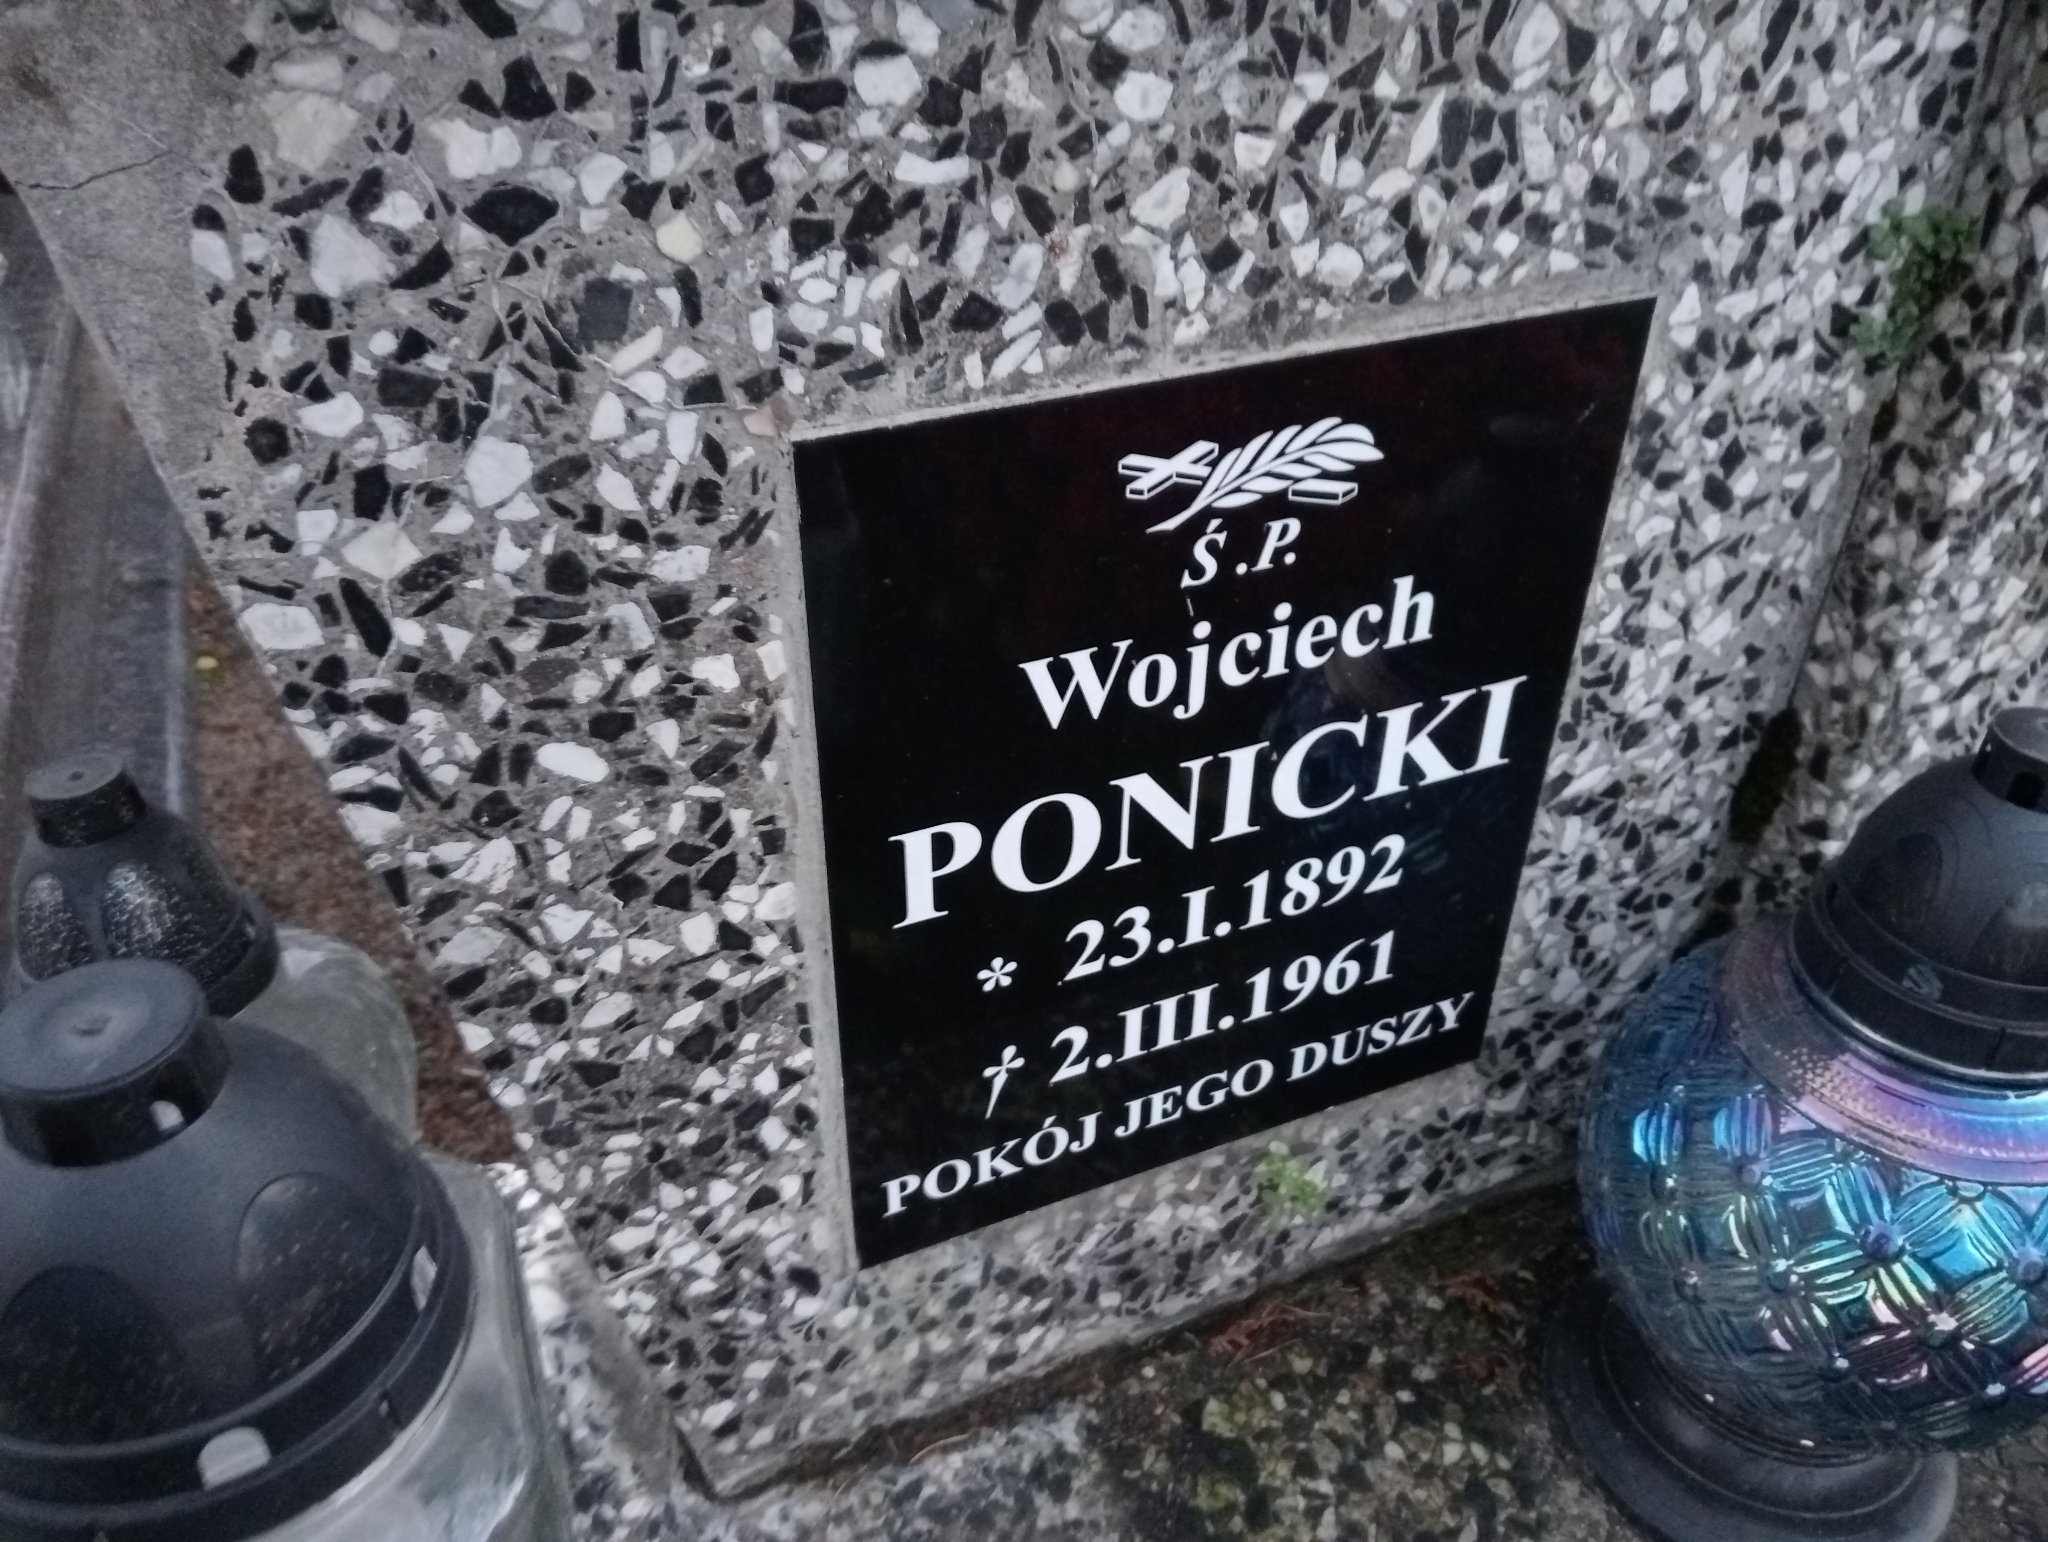 Ś.P.
Wojciech
PONICKI
* 23.I.1892
† 2.III.1961
POKÓJ JEGO DUSZY